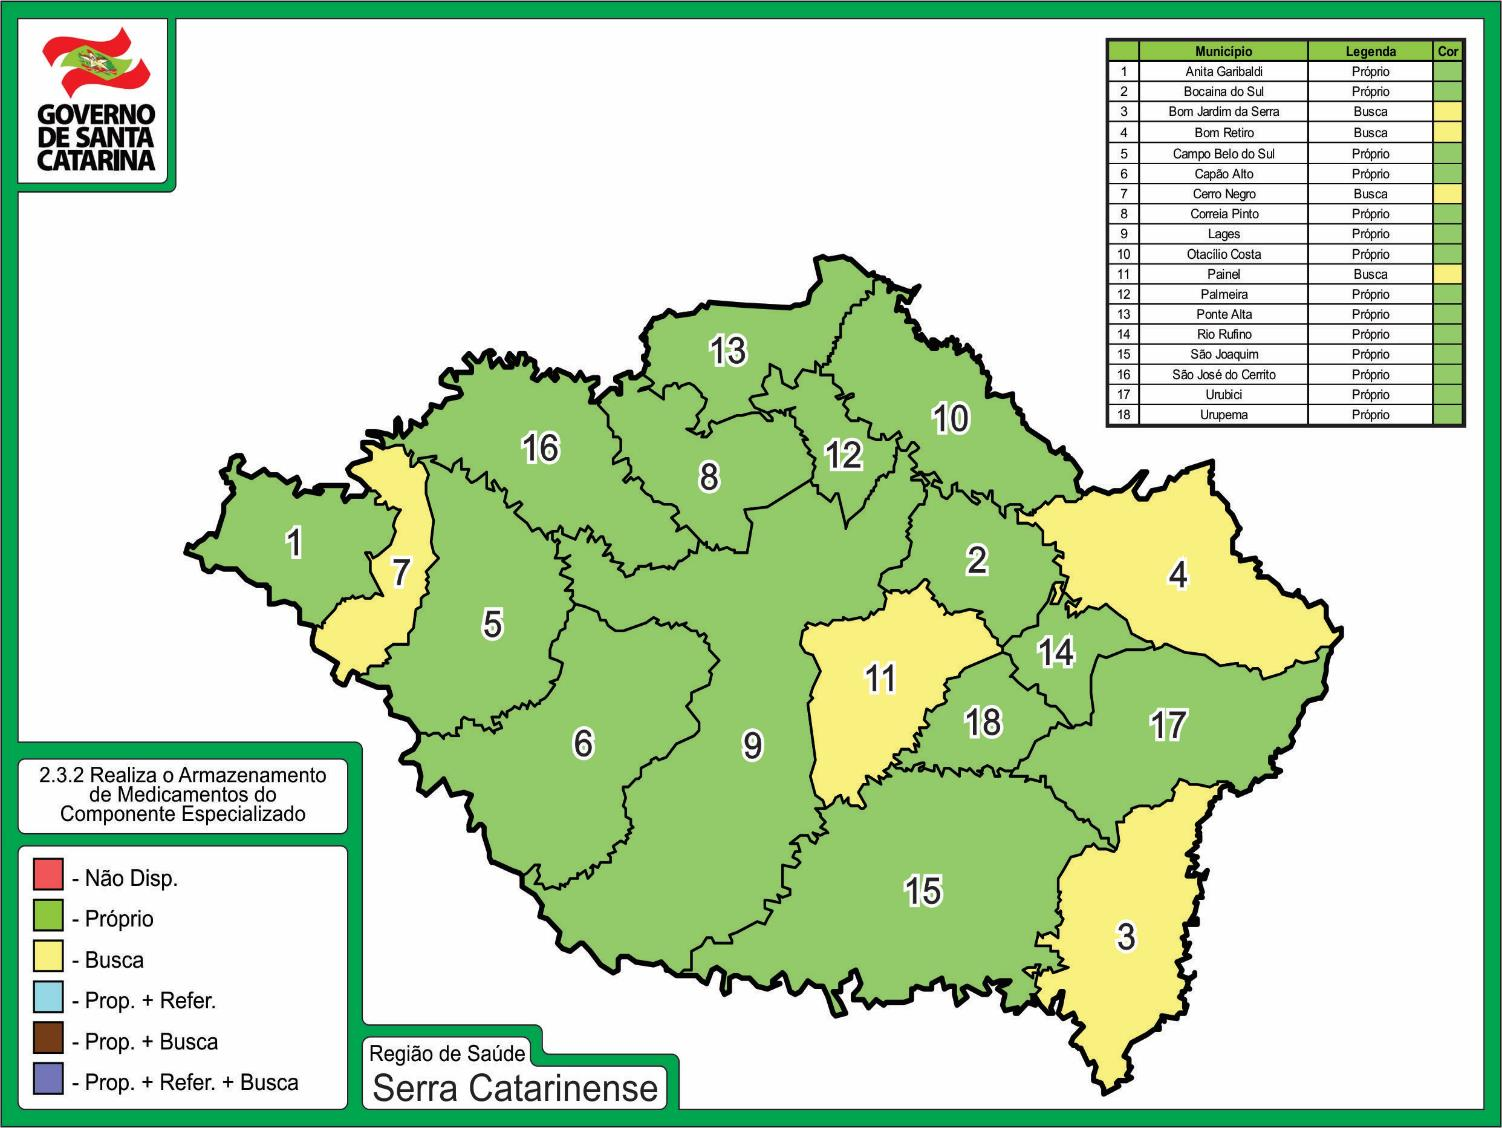 GOVERNO
DE SANTA
CATARINA
Município Legenda Cor
1 Anita Garibaldi Próprio
2 Bocaina do Sul Próprio
3 Bom Jardim da Serra Busca
4 Bom Retiro Busca
5 Campo Belo do Sul Próprio
6 Capão Alto Próprio
7 Cerro Negro Busca
8 Correia Pinto Próprio
9 Lages Próprio
10 Otacílio Costa Próprio
11 Painel Busca
12 Palmeira Próprio
13 Ponte Alta Próprio
14 Rio Rufino Próprio
15 São Joaquim Próprio
16 São José do Cerrito Próprio
17 Urubici Próprio
18 Urupema Próprio
13
10
16
12
8
1
2
7
4
5
14
11
18
17
6
9
15
3
2.3.2 Realiza o Armazenamento
de Medicamentos do
Componente Especializado
- Não Disp.
- Próprio
- Busca
- Prop. + Refer.
- Prop. + Busca
- Prop. + Refer. + Busca
Região de Saúde
Serra Catarinense